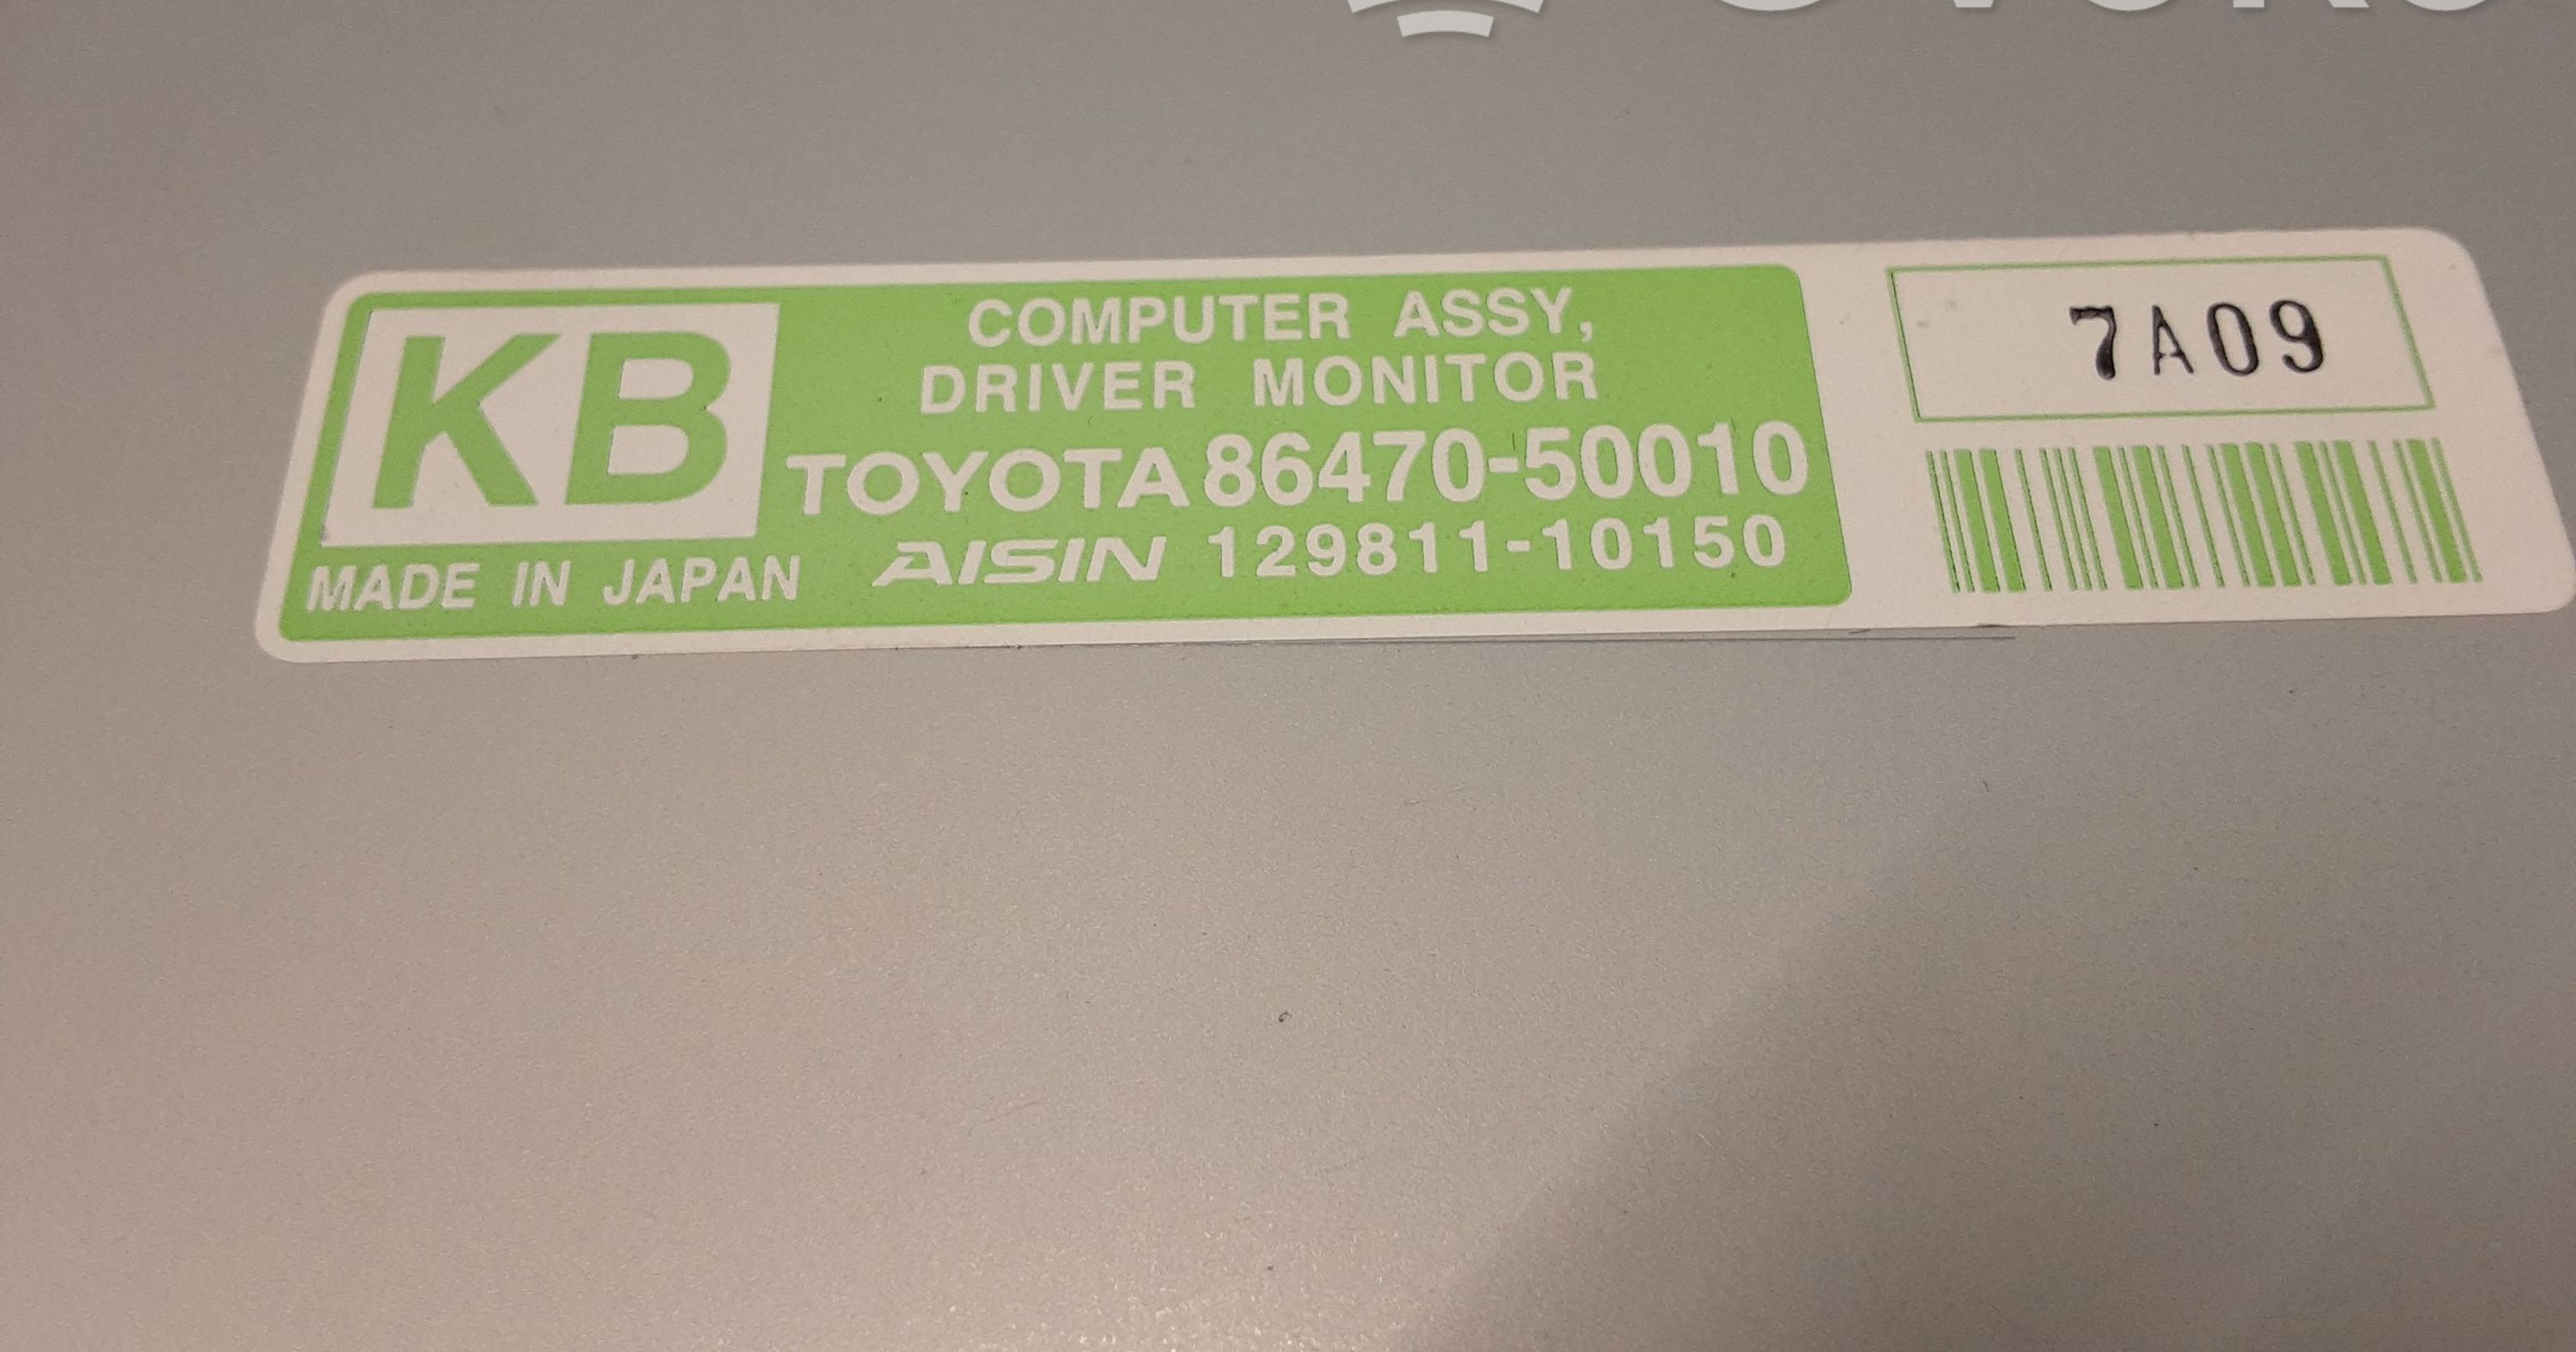 KB
COMPUTER ASSY,
DRIVER MONITOR
TOYOTA 86470-50010
MADE IN JAPAN AISIN 129811-10150
7A09